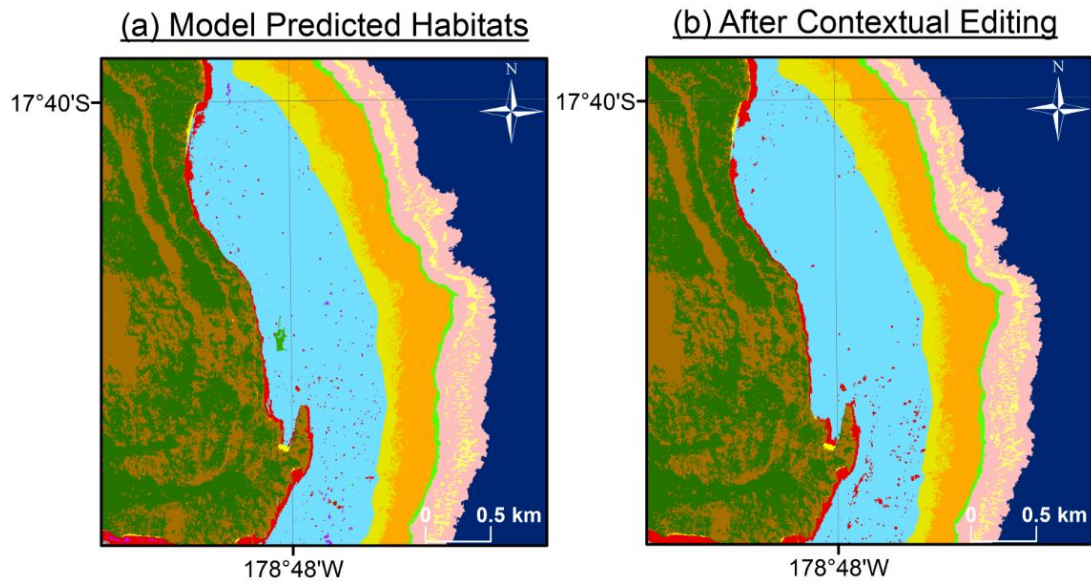 (a) Model Predicted Habitats
(b) After Contextual Editing
N
N
17°40'S
17°40'S
0
0.5 km
0
0.5 km
178°48'W
178°48'W